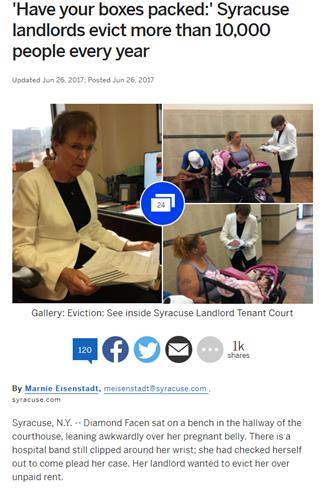 'Have your boxes packed:' Syracuse
landlords evict more than 10,000
people every year
Updated Jun 26, 2017; Posted Jun 26, 2017
24
Gallery: Eviction: See inside Syracuse Landlord Tenant Court
120
1k
shares
By Marnie Eisenstadt, meisenstadt@syracuse.com,
syracuse.com
Syracuse, N.Y. -- Diamond Facen sat on a bench in the hallway of the
courthouse, leaning awkwardly over her pregnant belly. There is a
hospital band still clipped around her wrist; she had checked herself
out to come plead her case. Her landlord wanted to evict her over
unpaid rent.